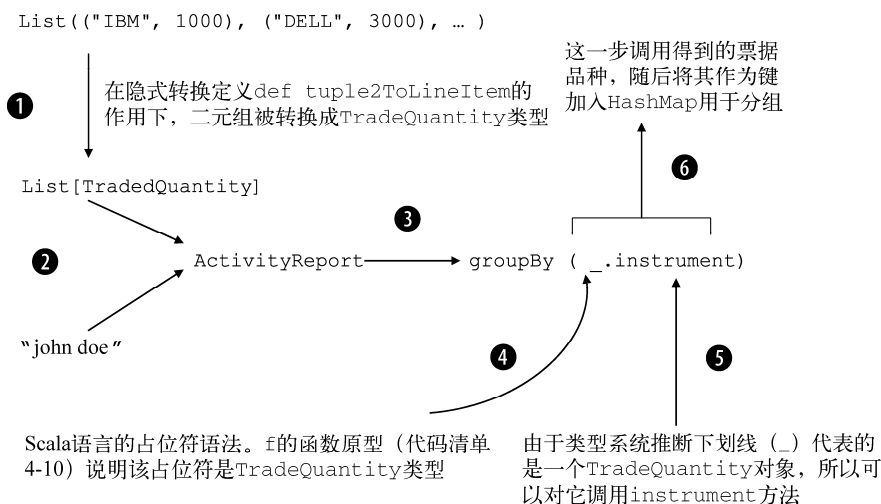 List(("IBM", 1000), ("DELL", 3000), … )
这一步调用得到的票据
品种，随后将其作为键
加入HashMap用于分组
1
在隐式转换定义def tuple2ToLineItem的
作用下，二元组被转换成TradeQuantity类型
6
List[TradedQuantity]
3
2
ActivityReport
groupBy ( _.instrument)
"john doe"
4
5
Scala语言的占位符语法。f的函数原型（代码清单
4-10）说明该占位符是TradeQuantity类型
由于类型系统推断下划线（_）代表的
是一个TradeQuantity对象，所以可
以对它调用instrument方法